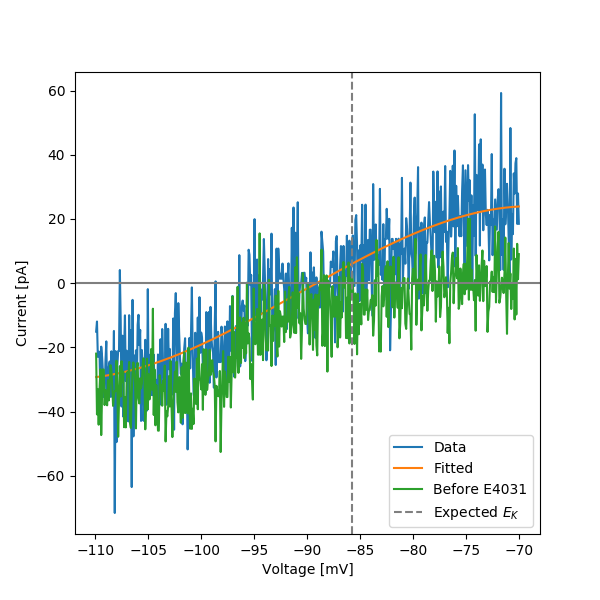 60
40
20
0
−20
−40
−60
Current [pA]
Data
Fitted
Before E4031
Expected E_K
−110 −105 −100 −95 −90 −85 −80 −75 −70
Voltage [mV]